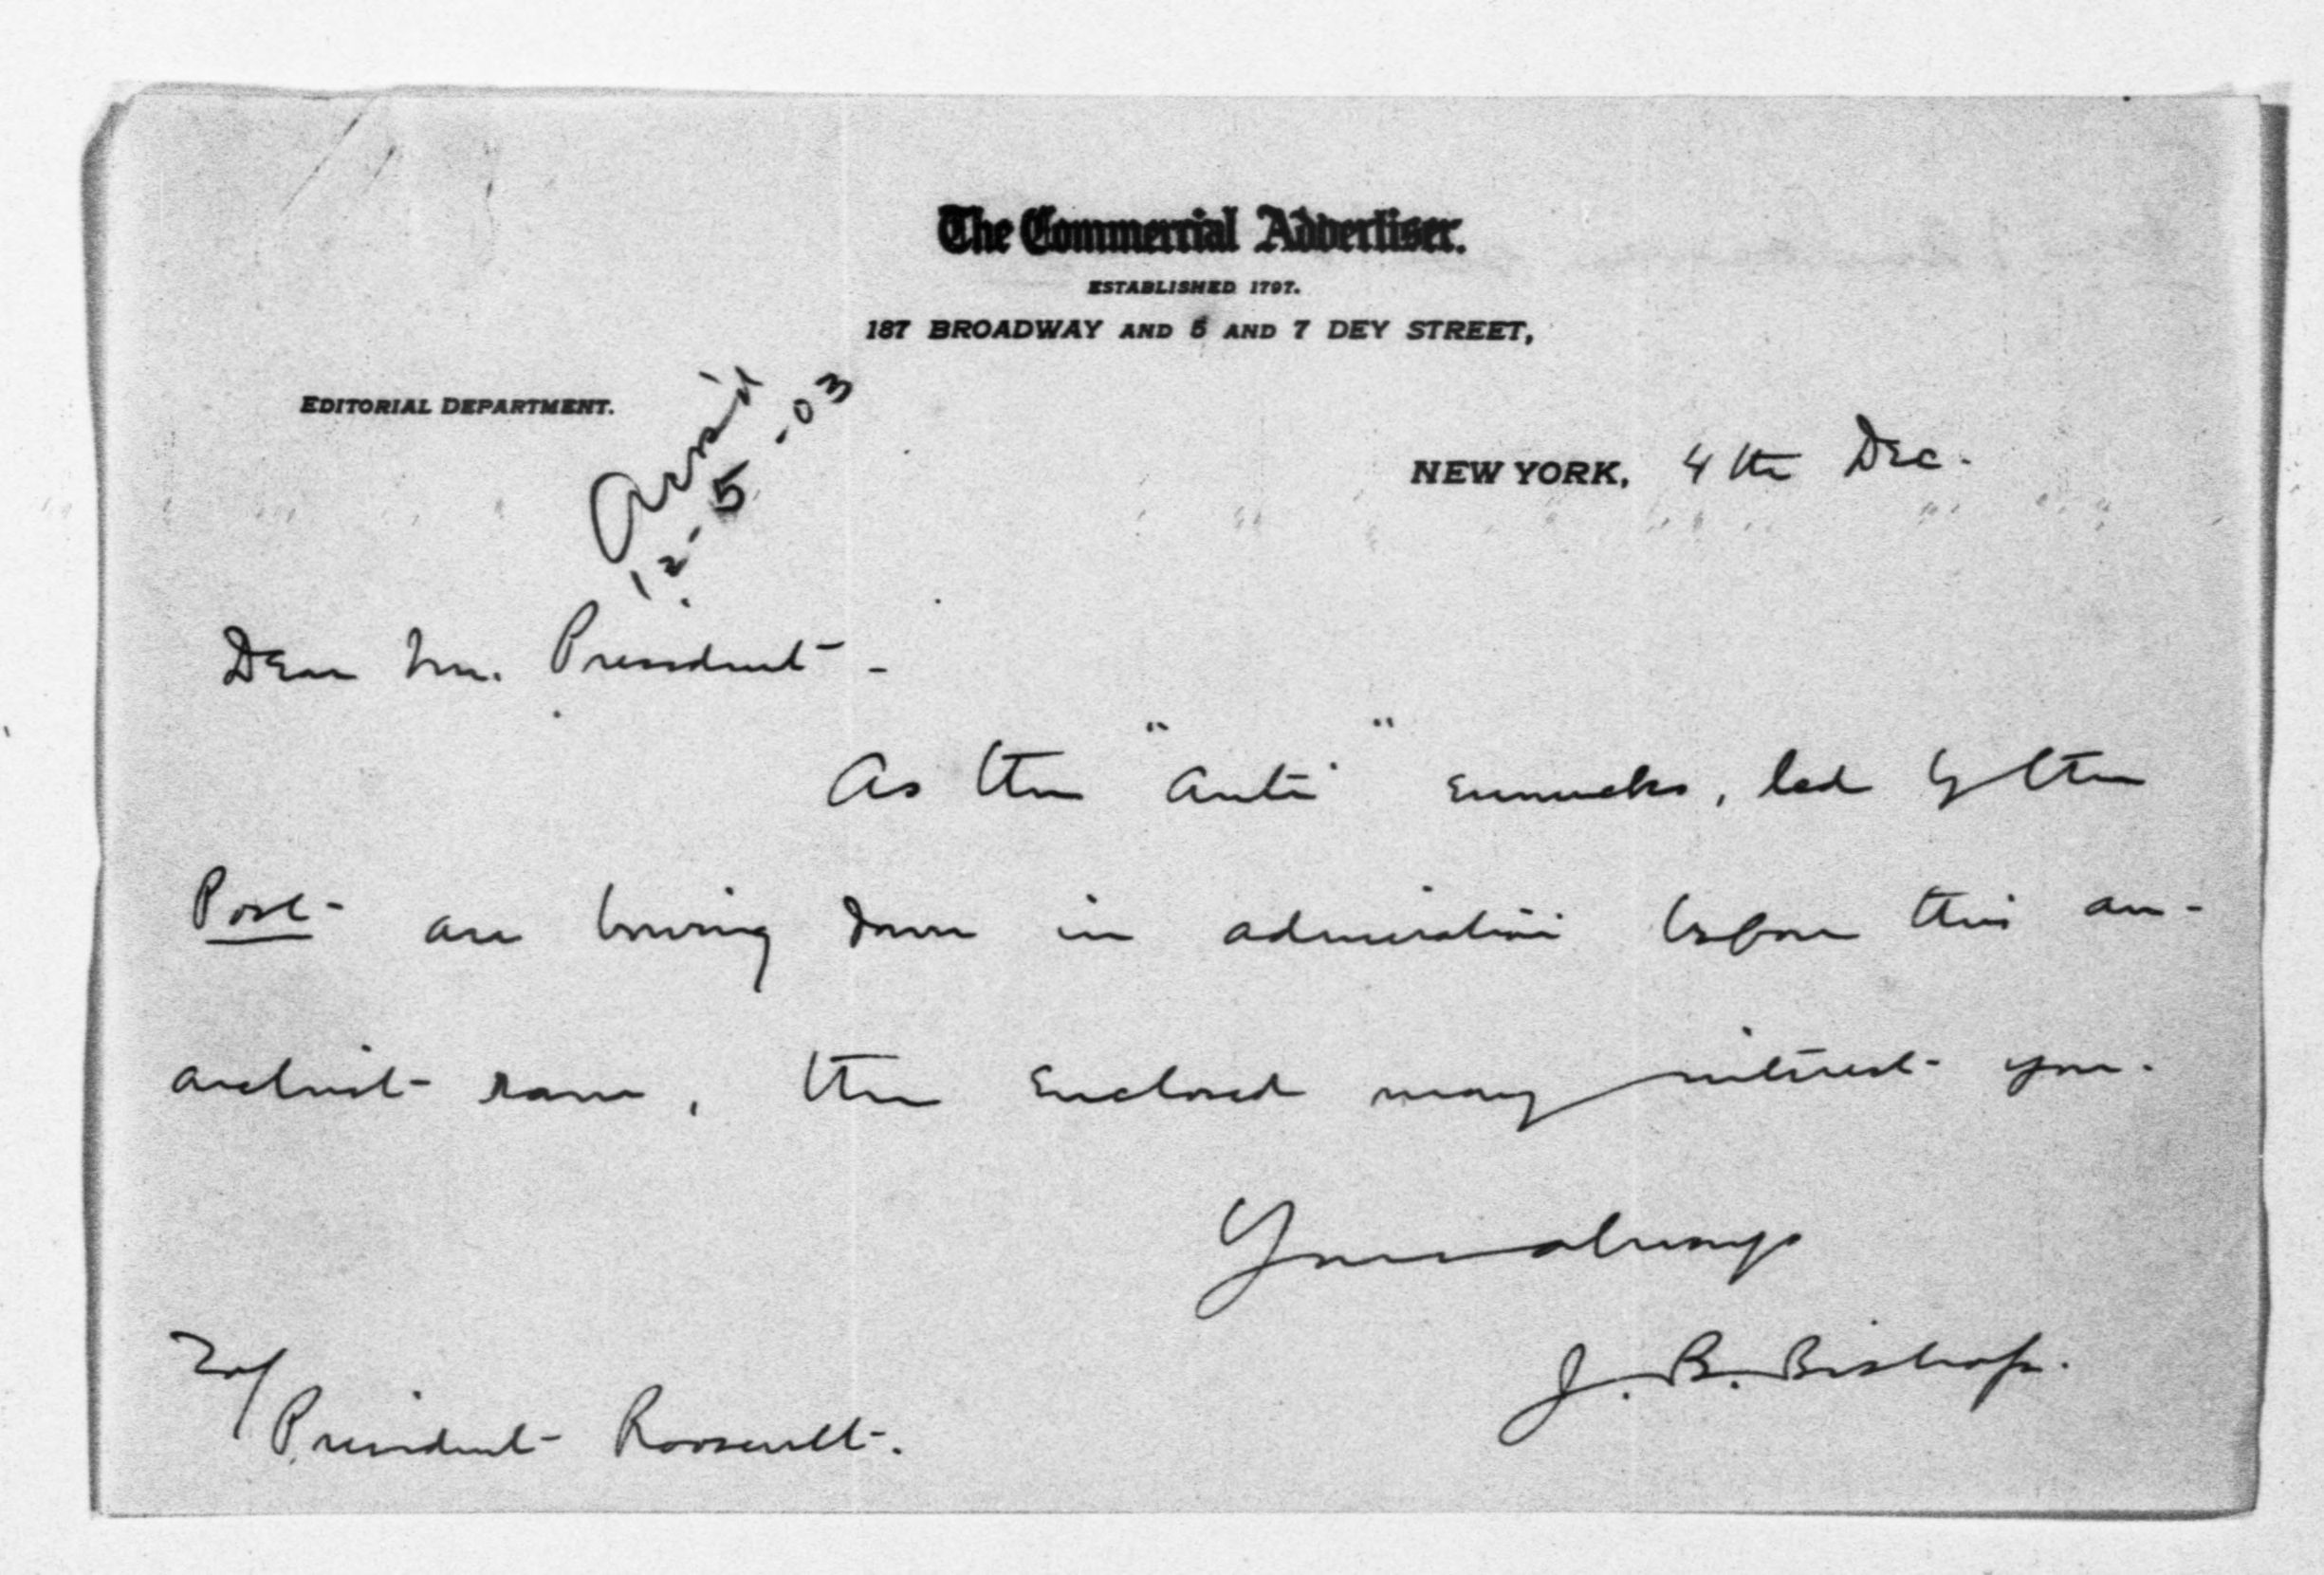 The Commercial Advertiser.
ESTABLISHED 1797.
187 BROADWAY AND 5 AND 7 DEY STREET,
EDITORIAL DEPARTMENT.
Ack'd
12-5-03
NEW YORK, 4th Dec.
Dear Mr. President -
As the "anti" eunuchs, led by the
Post are bowing down in admiration before this an-
archist , the enclosed may interest you.
Yours always
J. B. Bishop.
To/
President Roosevelt.